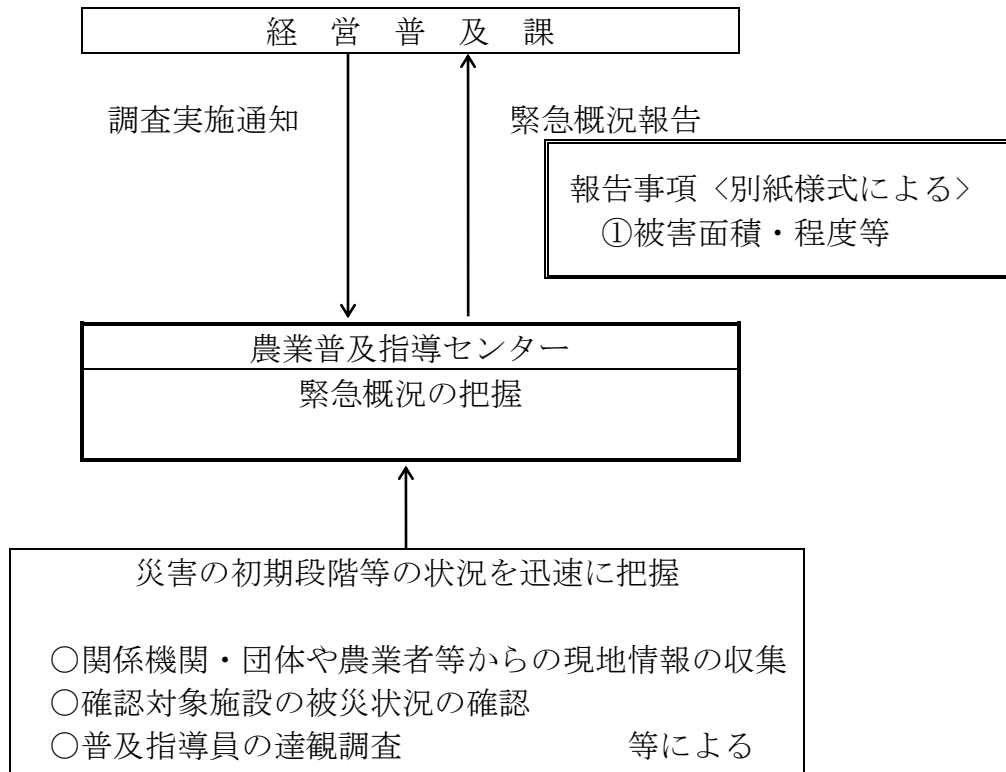 経　営　普　及　課
調査実施通知
緊急概況報告
報告事項〈別紙様式による〉
①被害面積・程度等
農業普及指導センター
緊急概況の把握
災害の初期段階等の状況を迅速に把握
○関係機関・団体や農業者等からの現地情報の収集
○確認対象施設の被災状況の確認
○普及指導員の達観調査　　　　　　　等による